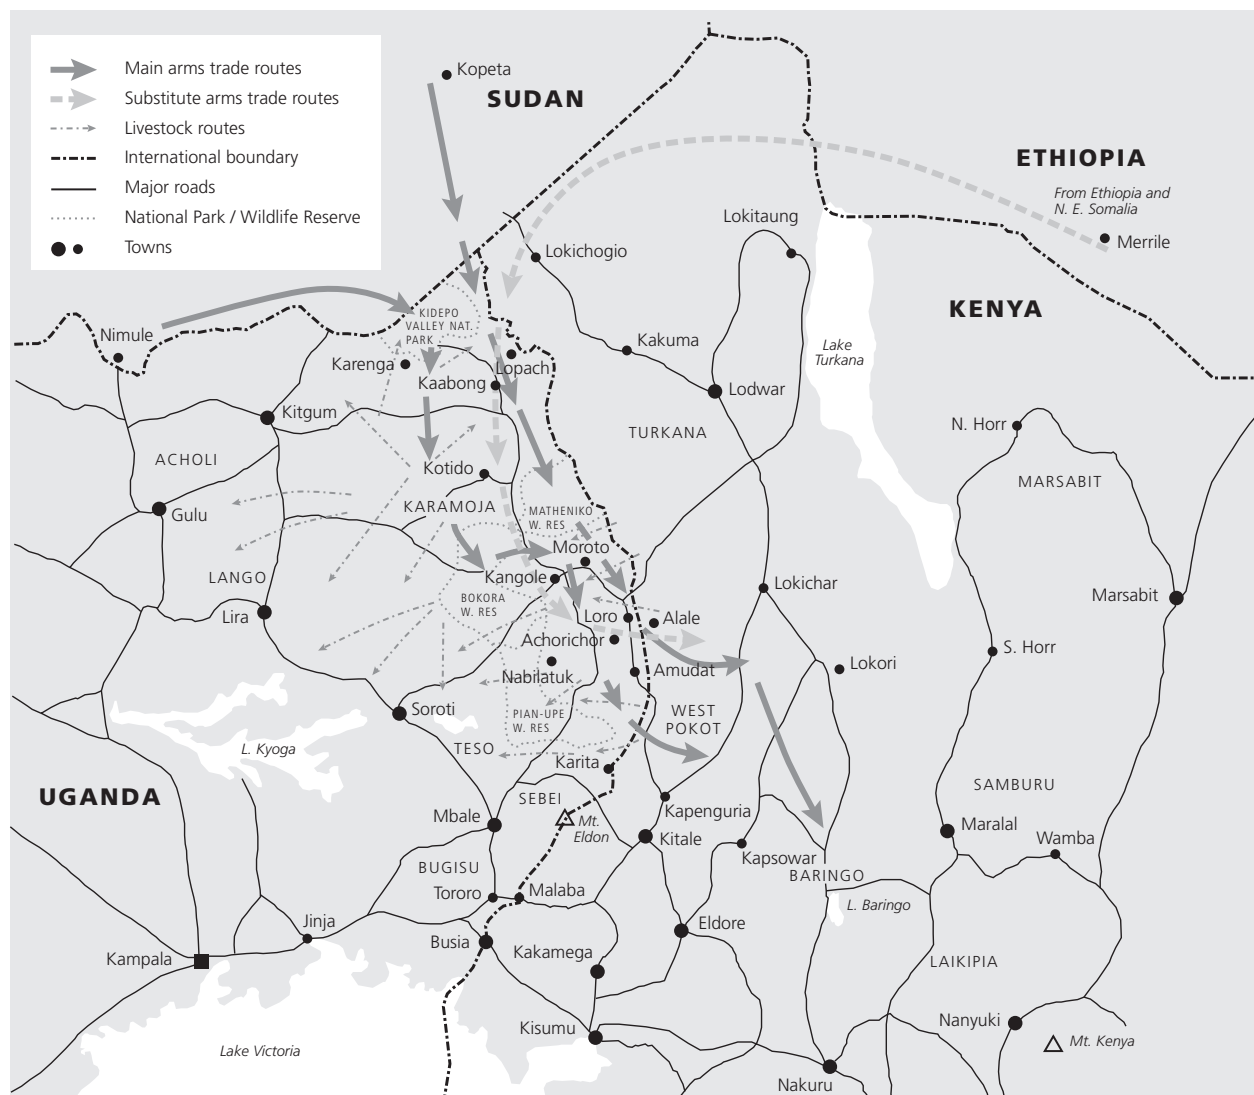 Main arms trade routes
Substitute arms trade routes
Livestock routes
International boundary
Major roads
National Park / Wildlife Reserve
Towns
Kopeta
SUDAN
ETHIOPIA
From Ethiopia and
N. E. Somalia
Merrile
Lokitaung
Lokichogio
KENYA
Nimule
KIDEPO
VALLEY NAT.
PARK
Kakuma
Lake
Turkana
Karenga
Lopach
Kaabong
Lodwar
Kitgum
N. Horr
TURKANA
ACHOLI
Kotido
MARSABIT
KARAMOJA
MATHENIKO
W. RES
Gulu
Moroto
LANGO
Kangole
Lokichar
BOKORA
W. RES
Marsabit
Lira
Loro
Alale
Achorichor
S. Horr
Nabilatuk
Amudat
Lokori
Soroti
PIAN-UPE
W. RES
WEST
POKOT
L. Kyoga
TESO
Karita
SAMBURU
UGANDA
SEBEI
Kapenguria
Mbale
Mt.
Eldon
Kitale
Maralal
Wamba
Kapsowar
BUGISU
BARINGO
Tororo
Malaba
L. Baringo
Jinja
Eldore
Busia
Kakamega
Kampala
LAIKIPIA
Kisumu
Nanyuki
Mt. Kenya
Lake Victoria
Nakuru